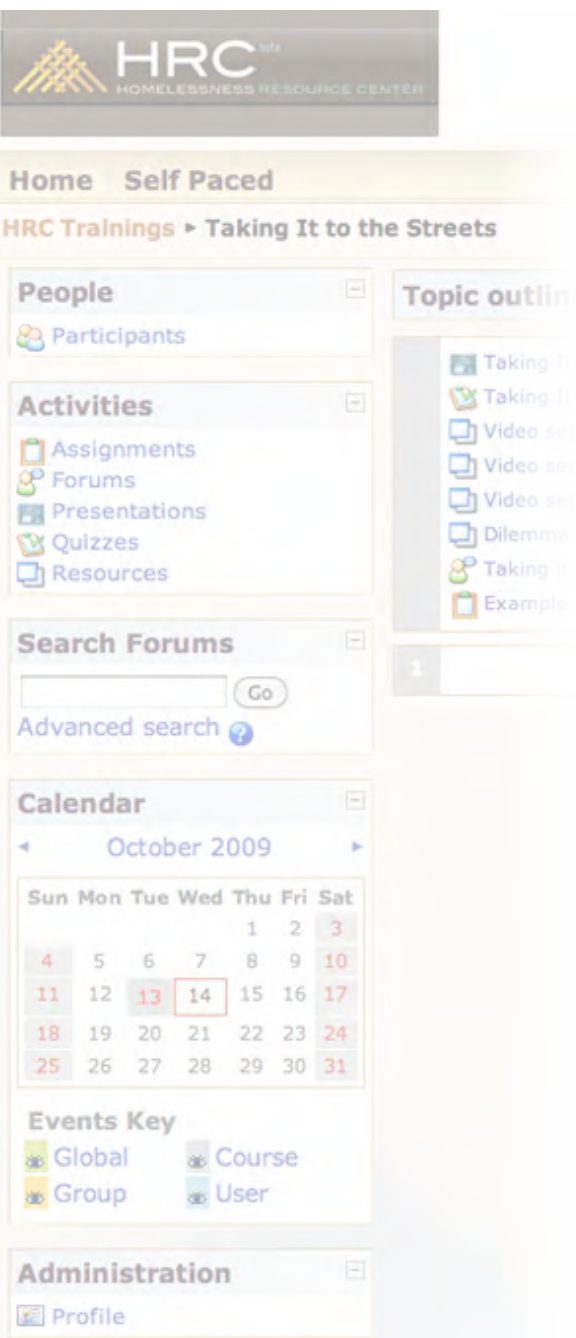 HRC beta
HOMELESSNESS RESOURCE CENTER
Home Self Paced
HRC Trainings ▸ Taking It to the Streets
People
Participants
Activities
Assignments
Forums
Presentations
Quizzes
Resources
Search Forums
Go
Advanced search
Calendar
◄ October 2009 ►
Sun Mon Tue Wed Thu Fri Sat
1 2 3
4 5 6 7 8 9 10
11 12 13 14 15 16 17
18 19 20 21 22 23 24
25 26 27 28 29 30 31
Events Key
Global Course
Group User
Administration
Profile
Topic outlin
Taking
Taking
Video
Video
Video
Dilemma
Taking
Example
1